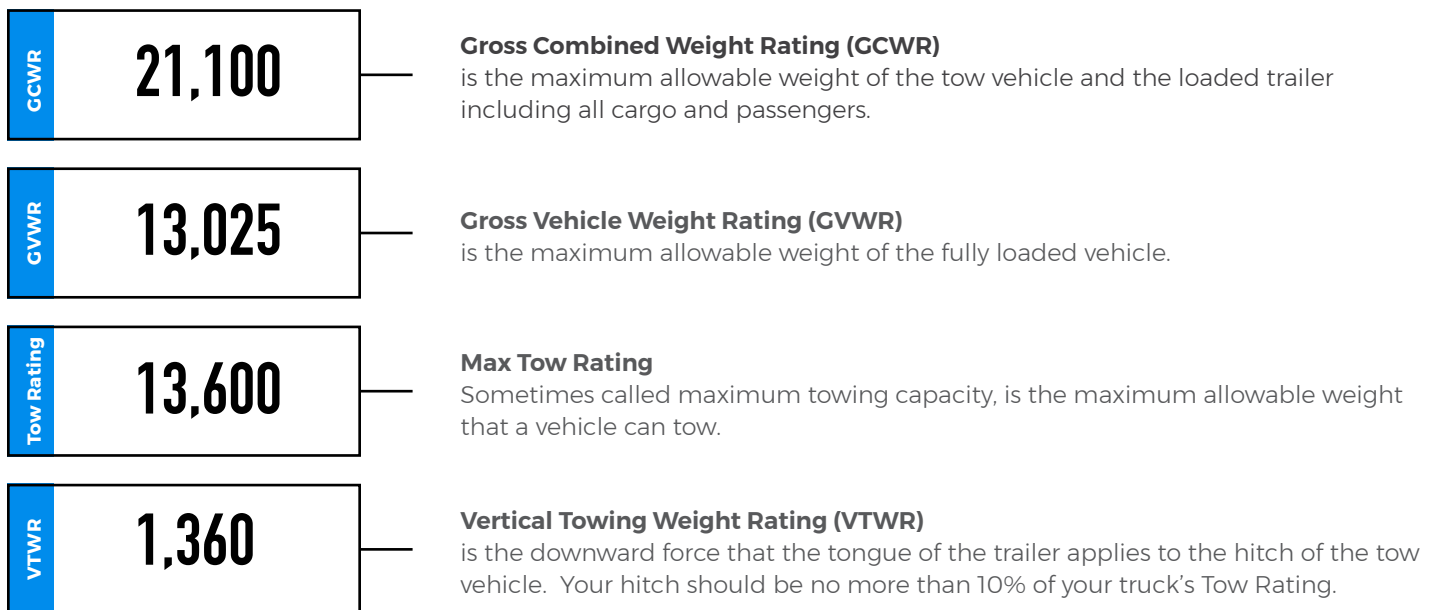 GCWR
21,100
Gross Combined Weight Rating (GCWR)
is the maximum allowable weight of the tow vehicle and the loaded trailer
including all cargo and passengers.
GVWR
13,025
Gross Vehicle Weight Rating (GVWR)
is the maximum allowable weight of the fully loaded vehicle.
Tow Rating
13,600
Max Tow Rating
Sometimes called maximum towing capacity, is the maximum allowable weight
that a vehicle can tow.
VTWR
1,360
Vertical Towing Weight Rating (VTWR)
is the downward force that the tongue of the trailer applies to the hitch of the tow
vehicle.  Your hitch should be no more than 10% of your truck’s Tow Rating.